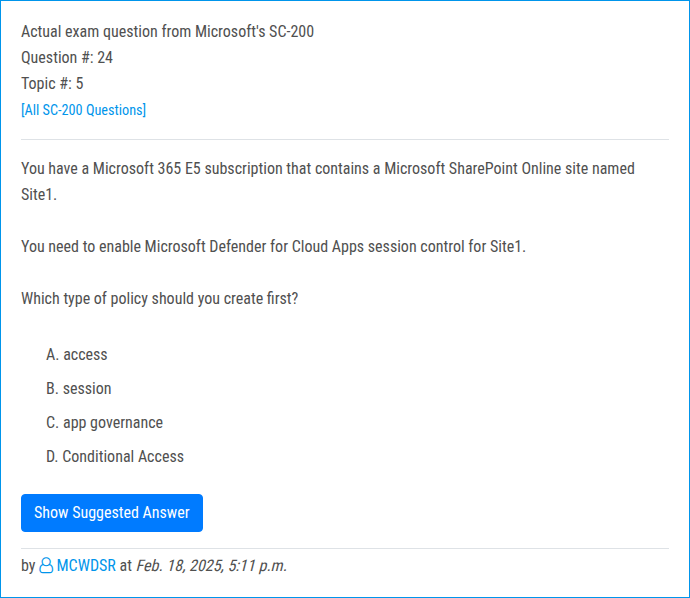 Actual exam question from Microsoft's SC-200
Question #: 24
Topic #: 5
[All SC-200 Questions]
You have a Microsoft 365 E5 subscription that contains a Microsoft SharePoint Online site named
Site1.
You need to enable Microsoft Defender for Cloud Apps session control for Site1.
Which type of policy should you create first?
A. access
B. session
C. app governance
D. Conditional Access
Show Suggested Answer
by MCWDSR at Feb. 18, 2025, 5:11 p.m.